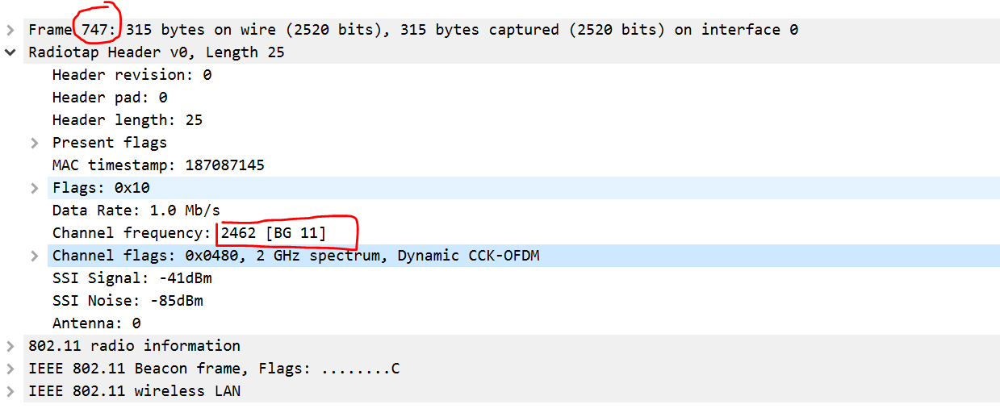 Frame 747: 315 bytes on wire (2520 bits), 315 bytes captured (2520 bits) on interface 0
Radiotap Header v0, Length 25
Header revision: 0
Header pad: 0
Header length: 25
Present flags
MAC timestamp: 187087145
Flags: 0x10
Data Rate: 1.0 Mb/s
Channel frequency: 2462 [BG 11]
Channel flags: 0x0480, 2 GHz spectrum, Dynamic CCK-OFDM
SSI Signal: -41dBm
SSI Noise: -85dBm
Antenna: 0
802.11 radio information
IEEE 802.11 Beacon frame, Flags: ........C
IEEE 802.11 wireless LAN